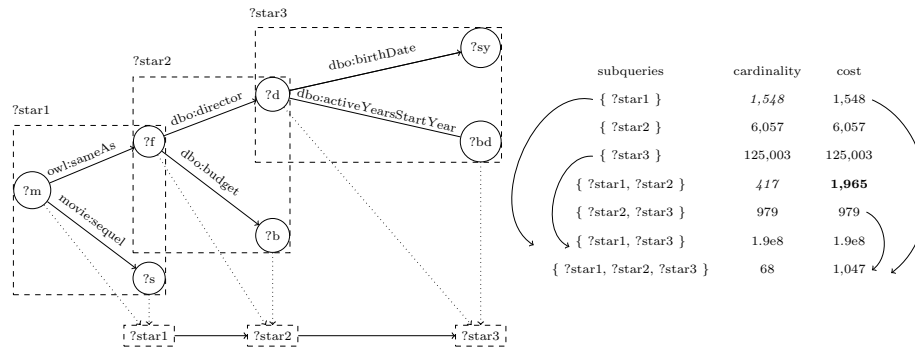 ?star3
?star2
?star1
?sy
dbo:birthDate
?d
dbo:activeYearsStartYear
dbo:director
?bd
?f
owl:sameAs
dbo:budget
?m
movie:sequel
?b
?s
?star1 ?star2 ?star3
subqueries cardinality cost
{ ?star1 } 1,548 1,548
{ ?star2 } 6,057 6,057
{ ?star3 } 125,003 125,003
{ ?star1, ?star2 } 417 1,965
{ ?star2, ?star3 } 979 979
{ ?star1, ?star3 } 1.9e8 1.9e8
{ ?star1, ?star2, ?star3 } 68 1,047